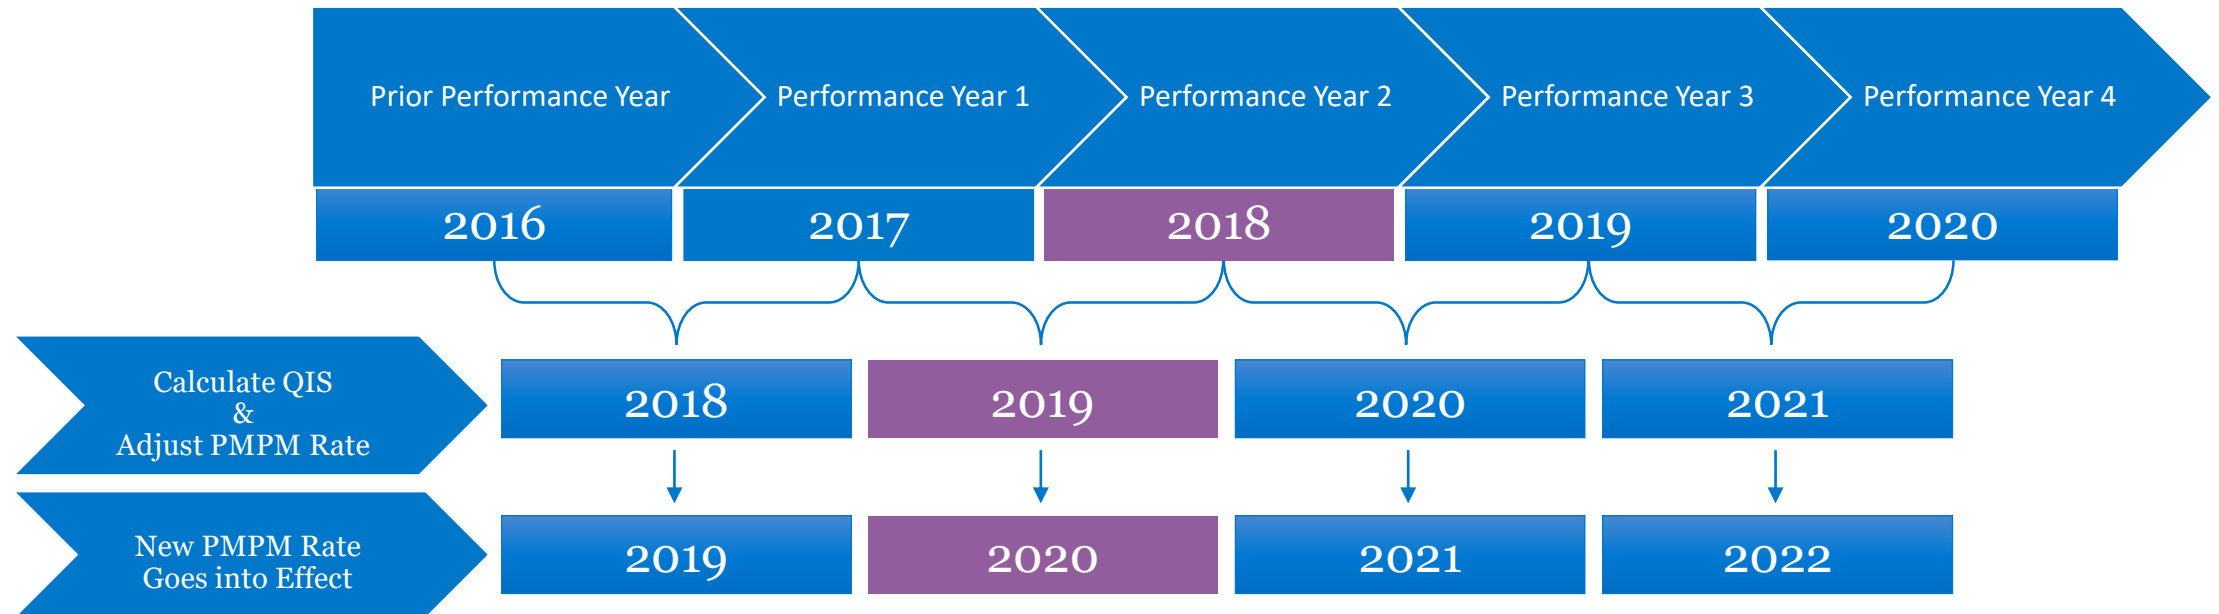 Prior Performance Year
Performance Year 1
Performance Year 2
Performance Year 3
Performance Year 4
2016
2017
2018
2019
2020
Calculate QIS
&
Adjust PMPM Rate
2018
2019
2020
2021
New PMPM Rate
Goes into Effect
2019
2020
2021
2022